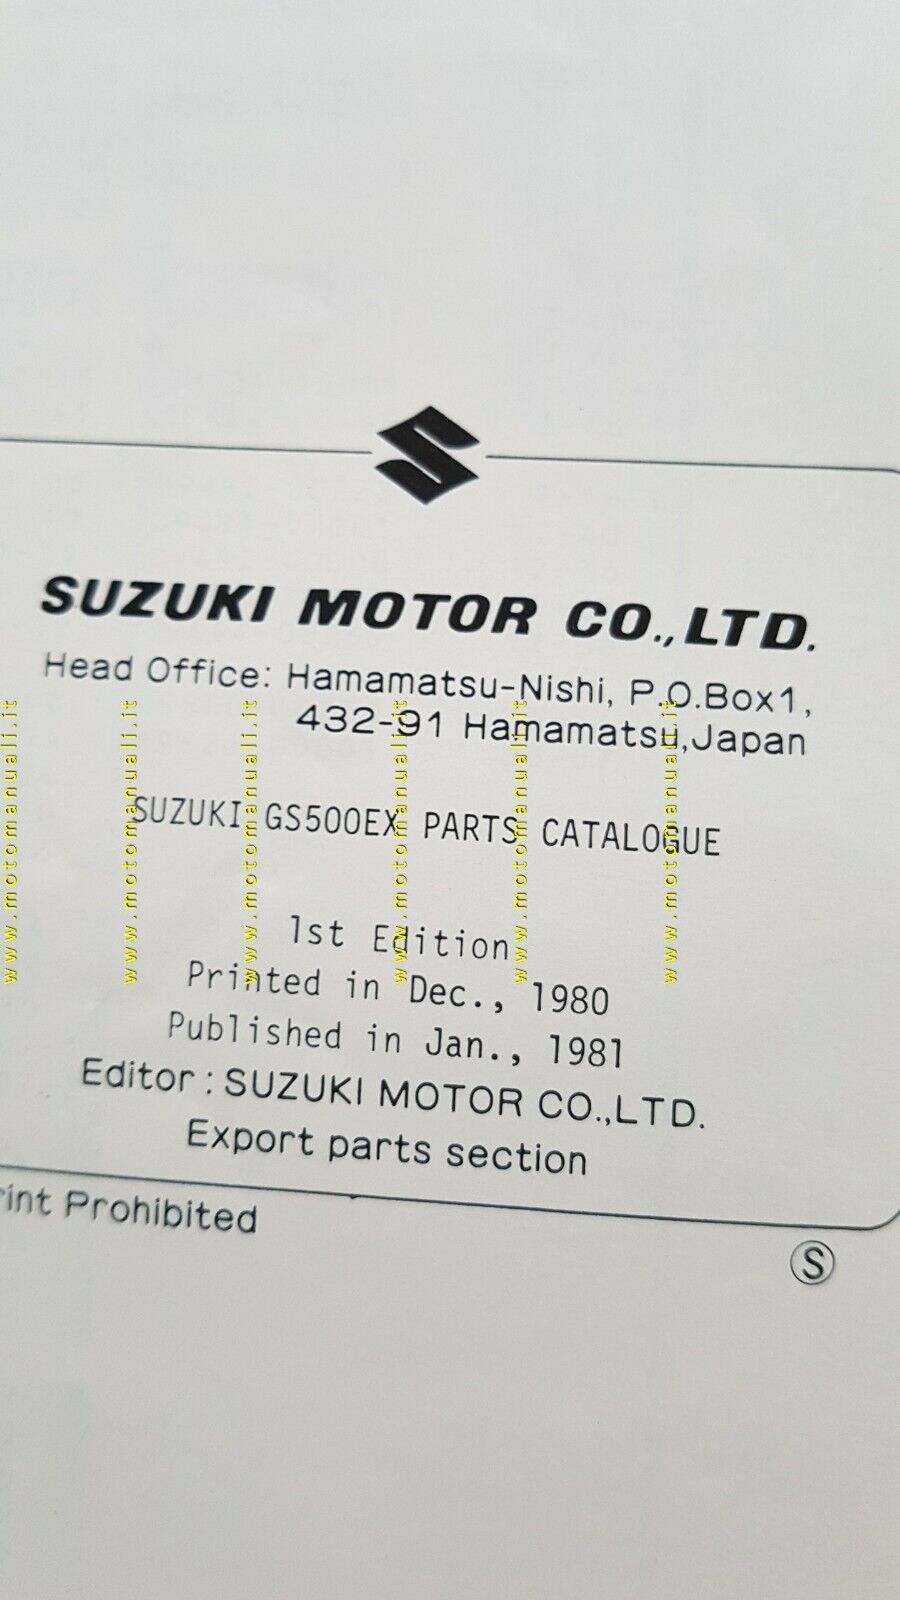 SUZUKI MOTOR CO.,LTD.
Head Office: Hamamatsu-Nishi, P.O.Box1,
432-91 Hamamatsu,Japan
SUZUKI GS500EX PARTS CATALOGUE
1st Edition
Printed in Dec., 1980
Published in Jan., 1981
Editor : SUZUKI MOTOR CO.,LTD.
Export parts section
Prohibited
S
www.motomanuali.it
www.motomanuali.it
www.motomanuali.it
www.motomanuali.it
www.motomanuali.it
www.motomanuali.it